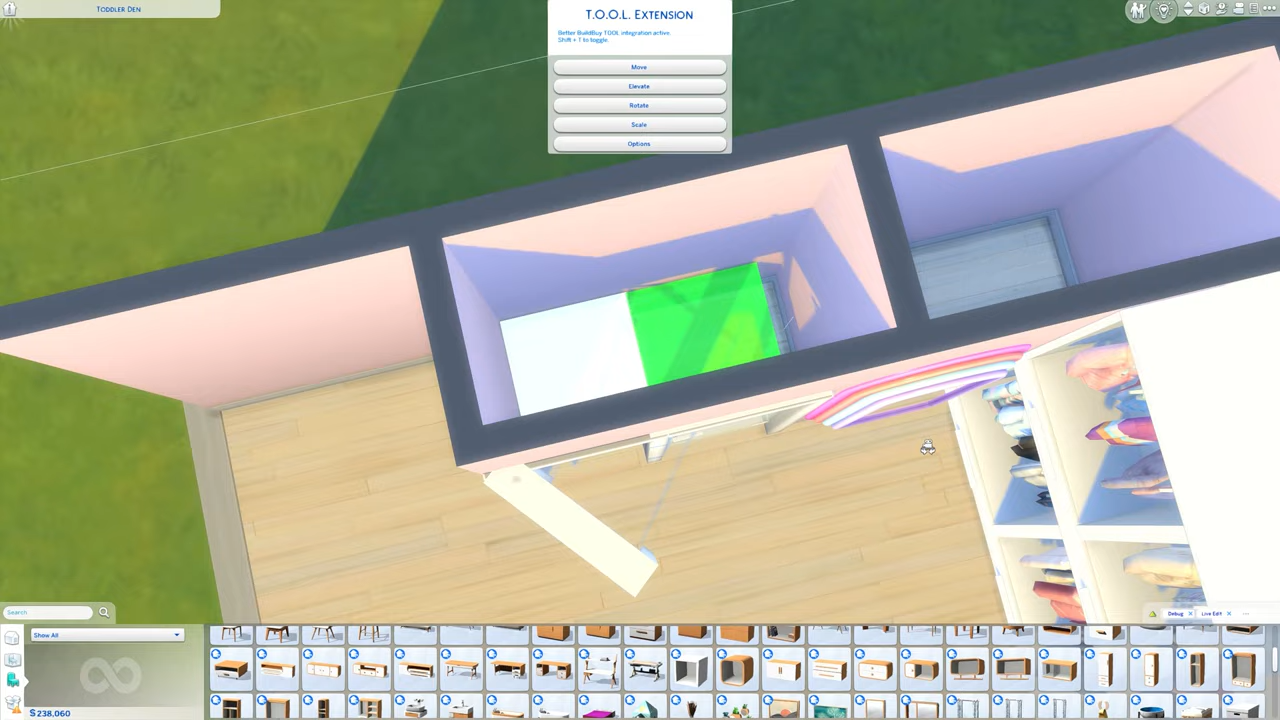 Toddler Den
T.O.O.L. Extension
Better BuildBuy TOOL integration active.
Shift + T to toggle.
Move
Elevate
Rotate
Scale
Options
Search
Debug
Live Edit
Show All
§238,060